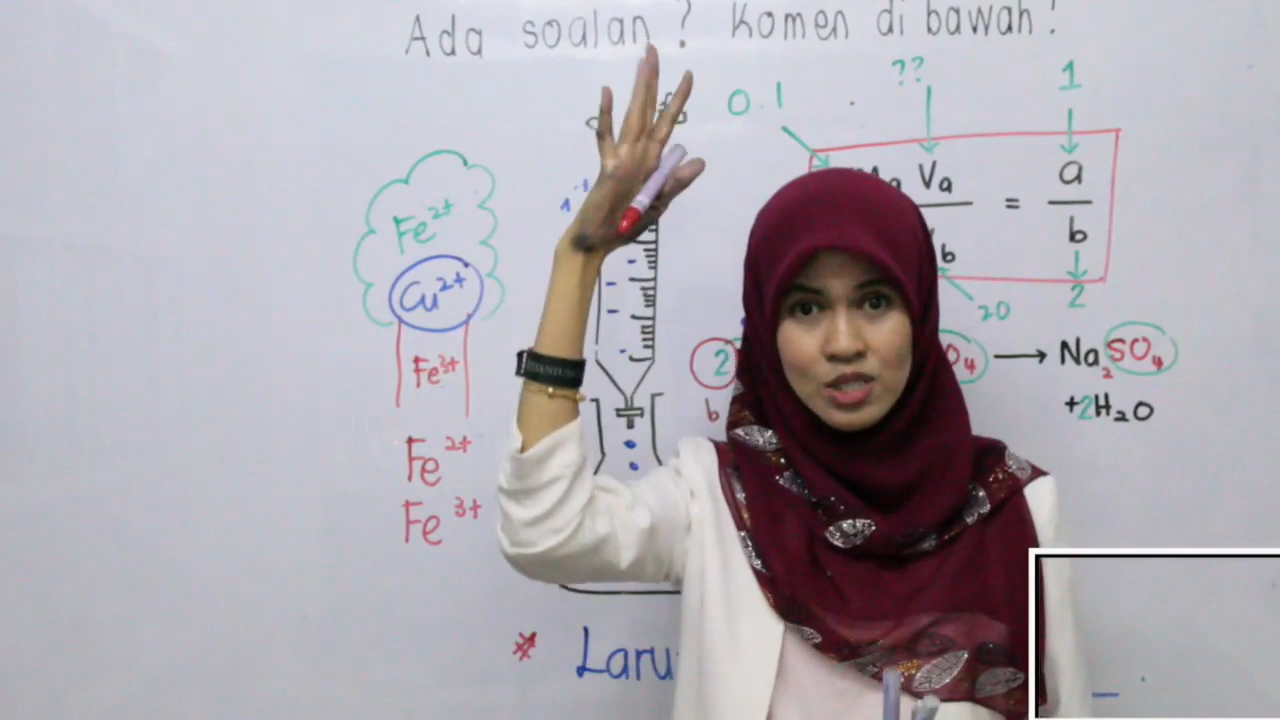 Ada soalan? Komen di bawah!
0.1 ?? 1
Va = a
b b
20 2
Fe²⁺
Cu²⁺
Fe³⁺
Fe²⁺
Fe³⁺
2 O₄ → Na₂SO₄
b +2H₂O
* Laru